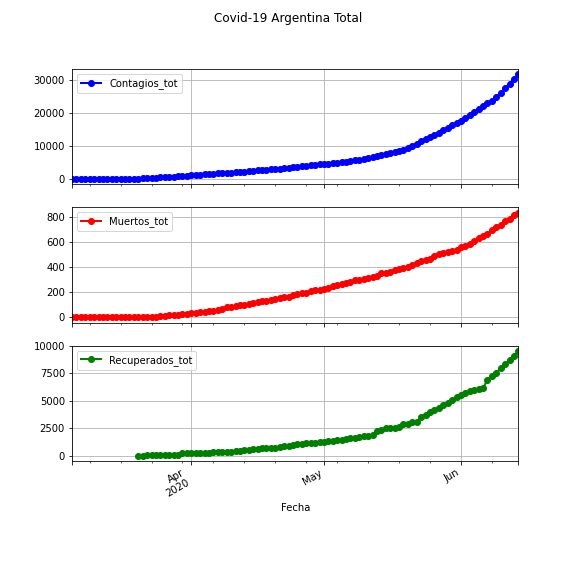 Covid-19 Argentina Total
Contagios_tot
30000
20000
10000
0
Muertos_tot
800
600
400
200
0
Recuperados_tot
10000
7500
5000
2500
0
Apr
2020
May
Jun
Fecha